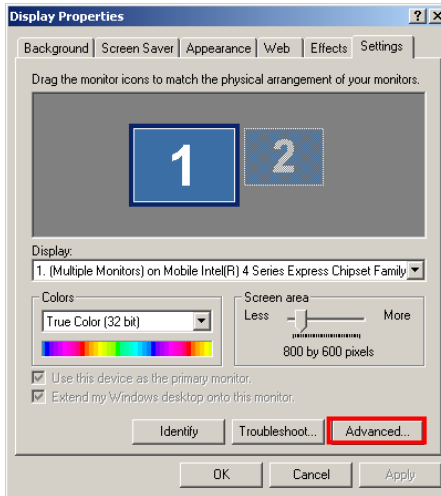 Display Properties
Background Screen Saver Appearance Web Effects Settings
Drag the monitor icons to match the physical arrangement of your monitors.
1 2
Display:
1. (Multiple Monitors) on Mobile Intel(R) 4 Series Express Chipset Family
Colors
True Color (32 bit)
Screen area
Less More
800 by 600 pixels
Use this device as the primary monitor.
Extend my Windows desktop onto this monitor.
Identify Troubleshoot... Advanced...
OK Cancel Apply